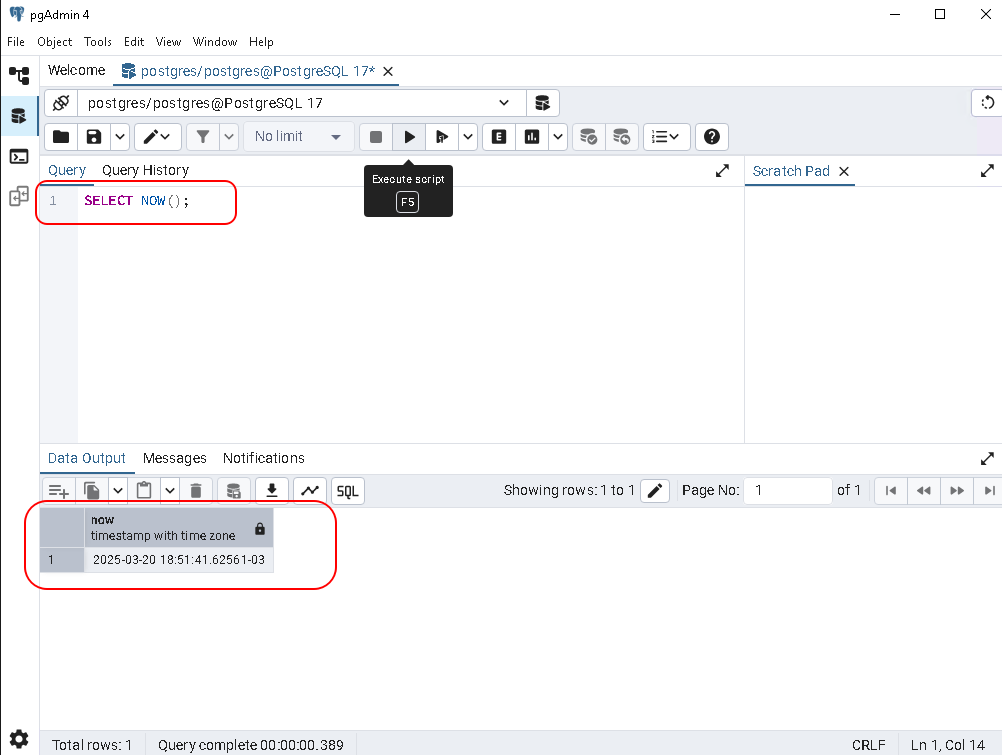 pgAdmin 4
File Object Tools Edit View Window Help
Welcome postgres/postgres@PostgreSQL 17*
postgres/postgres@PostgreSQL 17
No limit
E
Query Query History
Execute script
F5
Scratch Pad
1 SELECT NOW();
Data Output Messages Notifications
SQL
Showing rows: 1 to 1
Page No: 1 of 1
now
timestamp with time zone
1 2025-03-20 18:51:41.62561-03
Total rows: 1 Query complete 00:00:00.389 CRLF Ln 1, Col 14